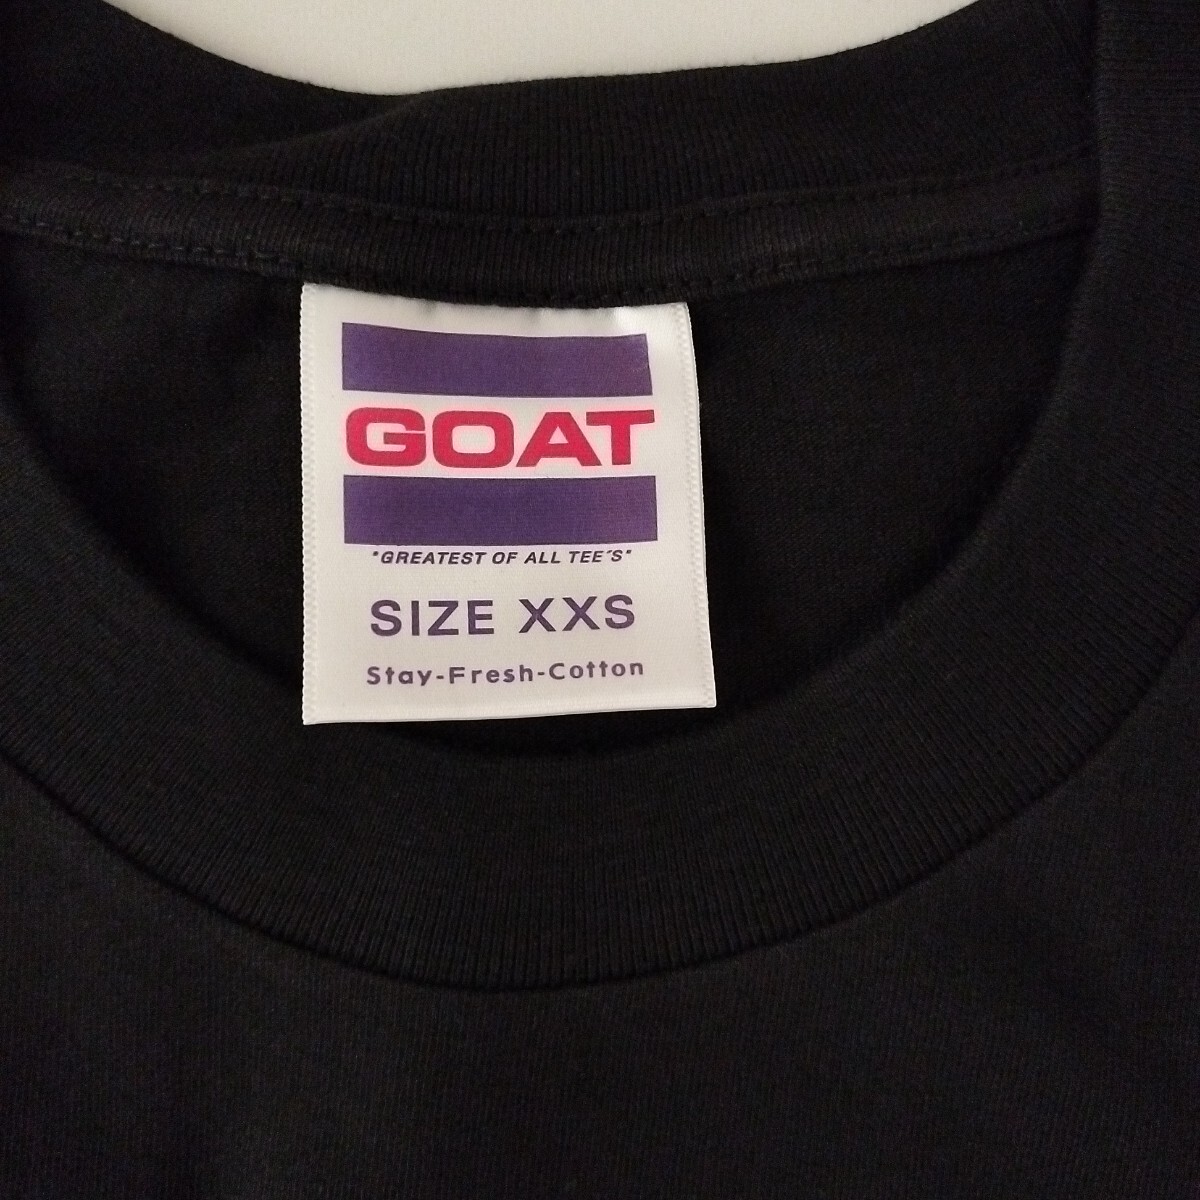 GOAT
"GREATEST OF ALL TEE'S"
SIZE XXS
Stay-Fresh-Cotton